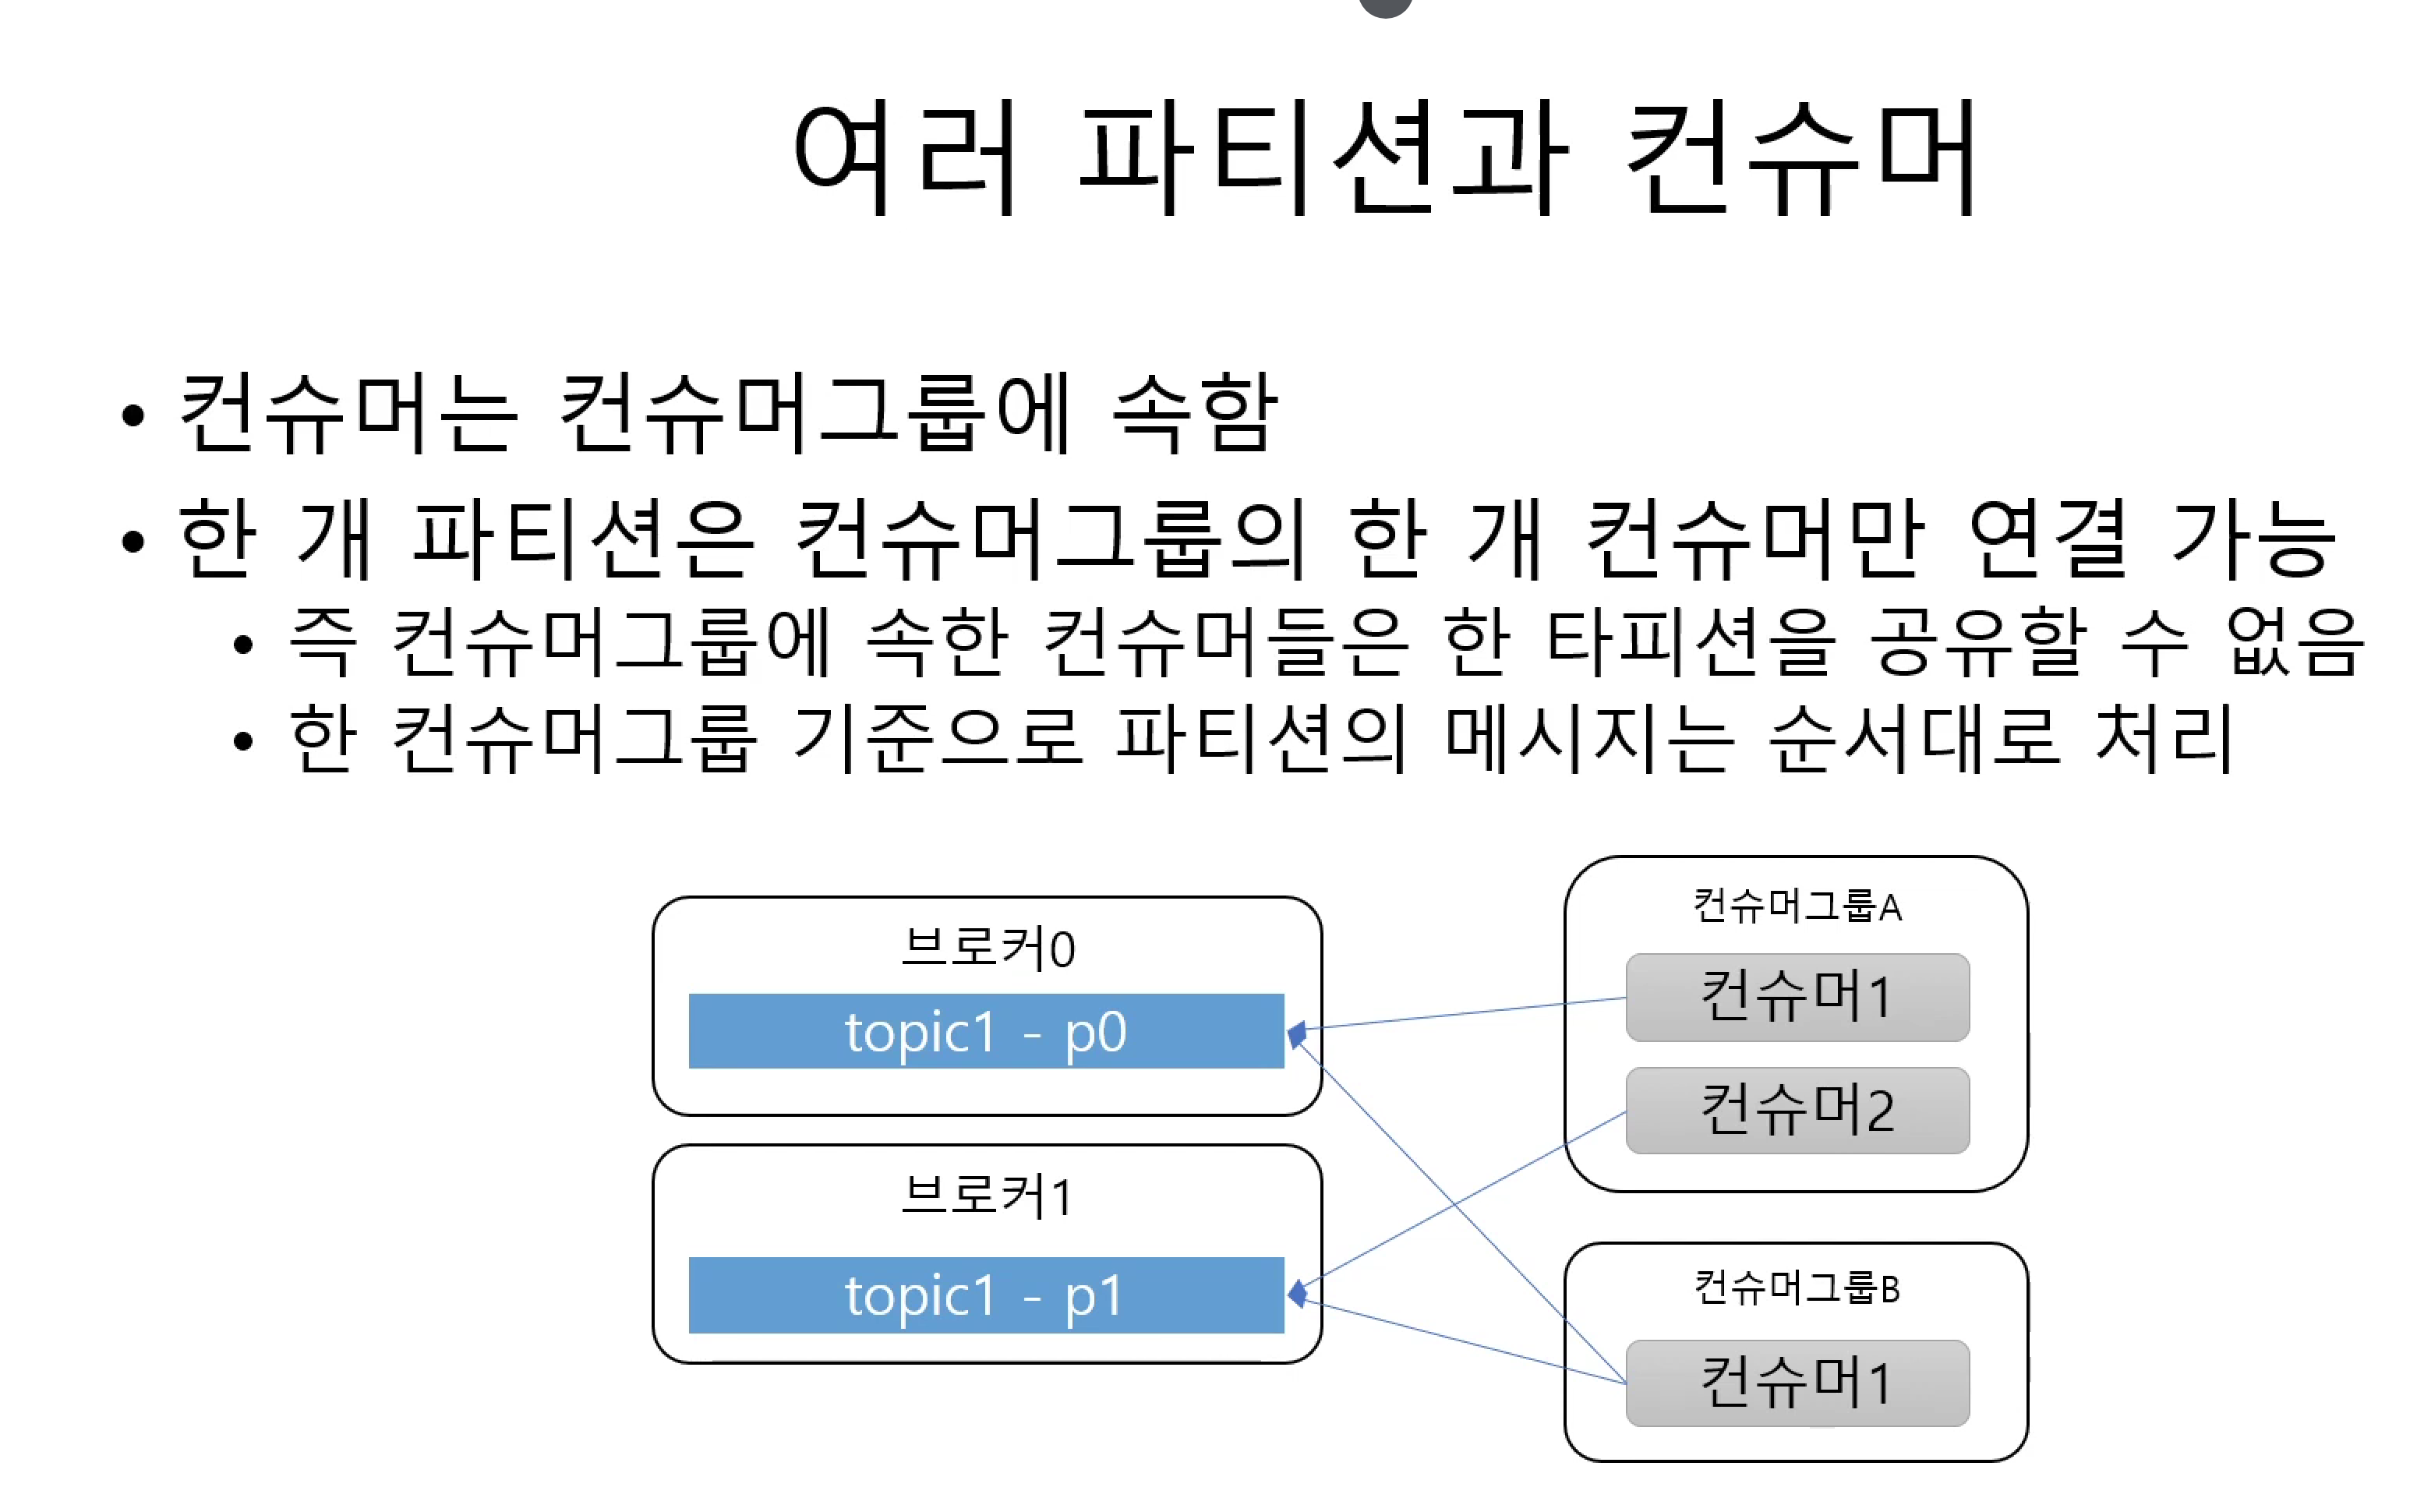 여러 파티션과 컨슈머
• 컨슈머는 컨슈머그룹에 속함
• 한 개 파티션은 컨슈머그룹의 한 개 컨슈머만 연결 가능
• 즉 컨슈머그룹에 속한 컨슈머들은 한 타피션을 공유할 수 없음
• 한 컨슈머그룹 기준으로 파티션의 메시지는 순서대로 처리
브로커0
topic1 - p0
브로커1
topic1 - p1
컨슈머그룹A
컨슈머1
컨슈머2
컨슈머그룹B
컨슈머1